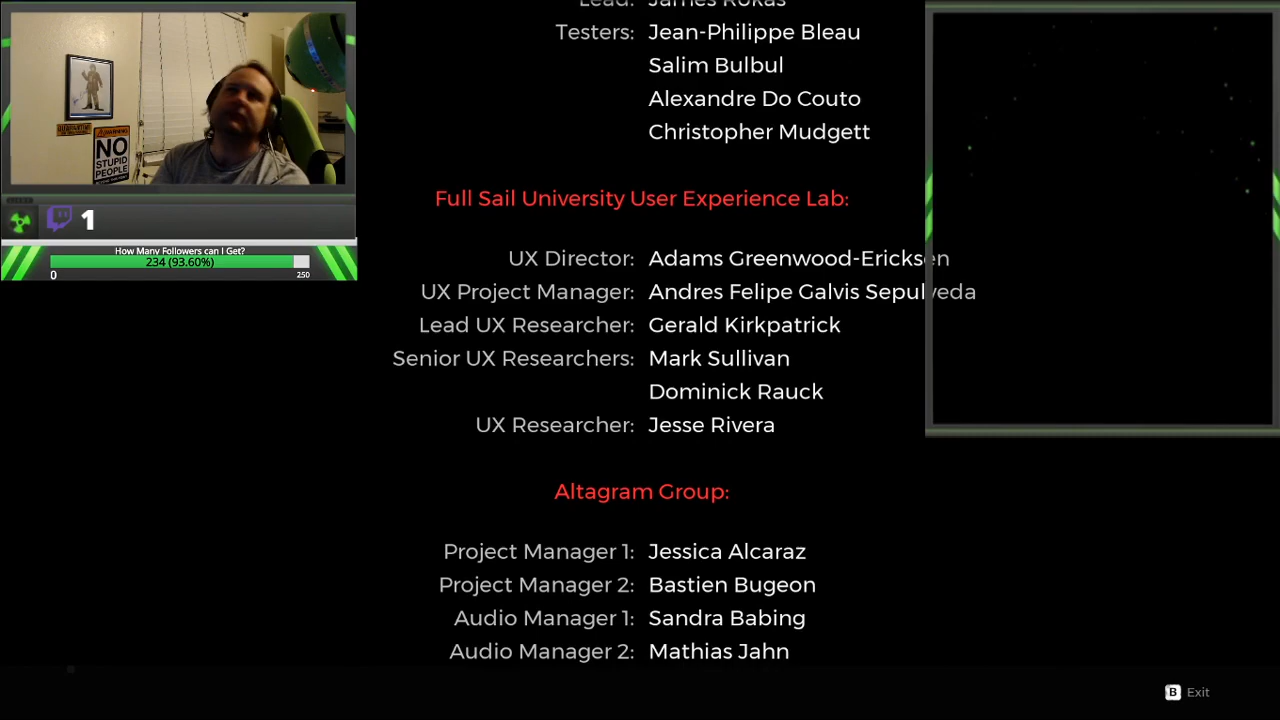 Lead: James Rokas
Testers: Jean-Philippe Bleau
Salim Bulbul
Alexandre Do Couto
Christopher Mudgett
WARNING
NO
STUPID
PEOPLE
1
How Many Followers can I Get?
234 (93.60%)
0 250
Full Sail University User Experience Lab:
UX Director: Adams Greenwood-Ericksen
UX Project Manager: Andres Felipe Galvis Sepulveda
Lead UX Researcher: Gerald Kirkpatrick
Senior UX Researchers: Mark Sullivan
Dominick Rauck
UX Researcher: Jesse Rivera
Altagram Group:
Project Manager 1: Jessica Alcaraz
Project Manager 2: Bastien Bugeon
Audio Manager 1: Sandra Babing
Audio Manager 2: Mathias Jahn
B Exit